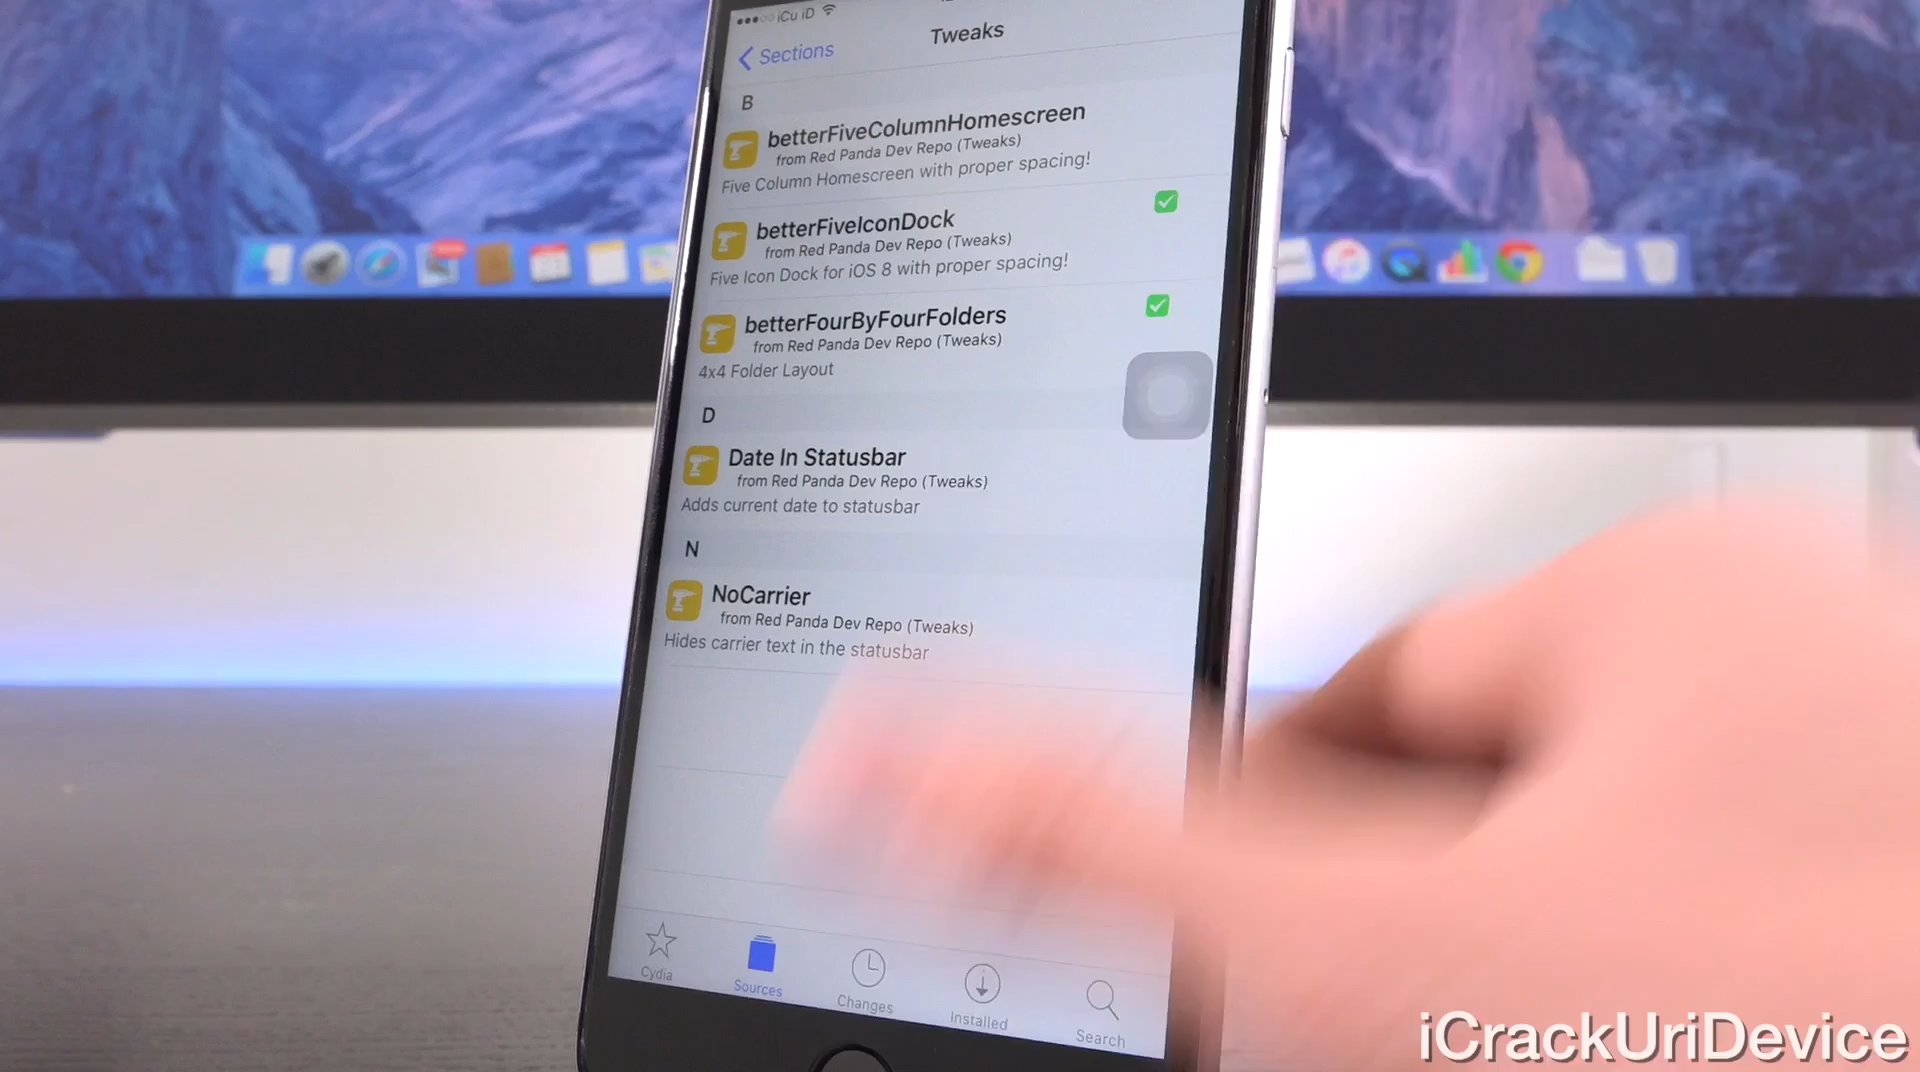 iCu iD
Tweaks
Sections
B
betterFiveColumnHomescreen
from Red Panda Dev Repo (Tweaks)
Five Column Homescreen with proper spacing!
betterFiveIconDock
from Red Panda Dev Repo (Tweaks)
Five Icon Dock for iOS 8 with proper spacing!
betterFourByFourFolders
from Red Panda Dev Repo (Tweaks)
4x4 Folder Layout
D
Date In Statusbar
from Red Panda Dev Repo (Tweaks)
Adds current date to statusbar
N
NoCarrier
from Red Panda Dev Repo (Tweaks)
Hides carrier text in the statusbar
Cydia
Sources
Changes
Installed
Search
iCrackUriDevice